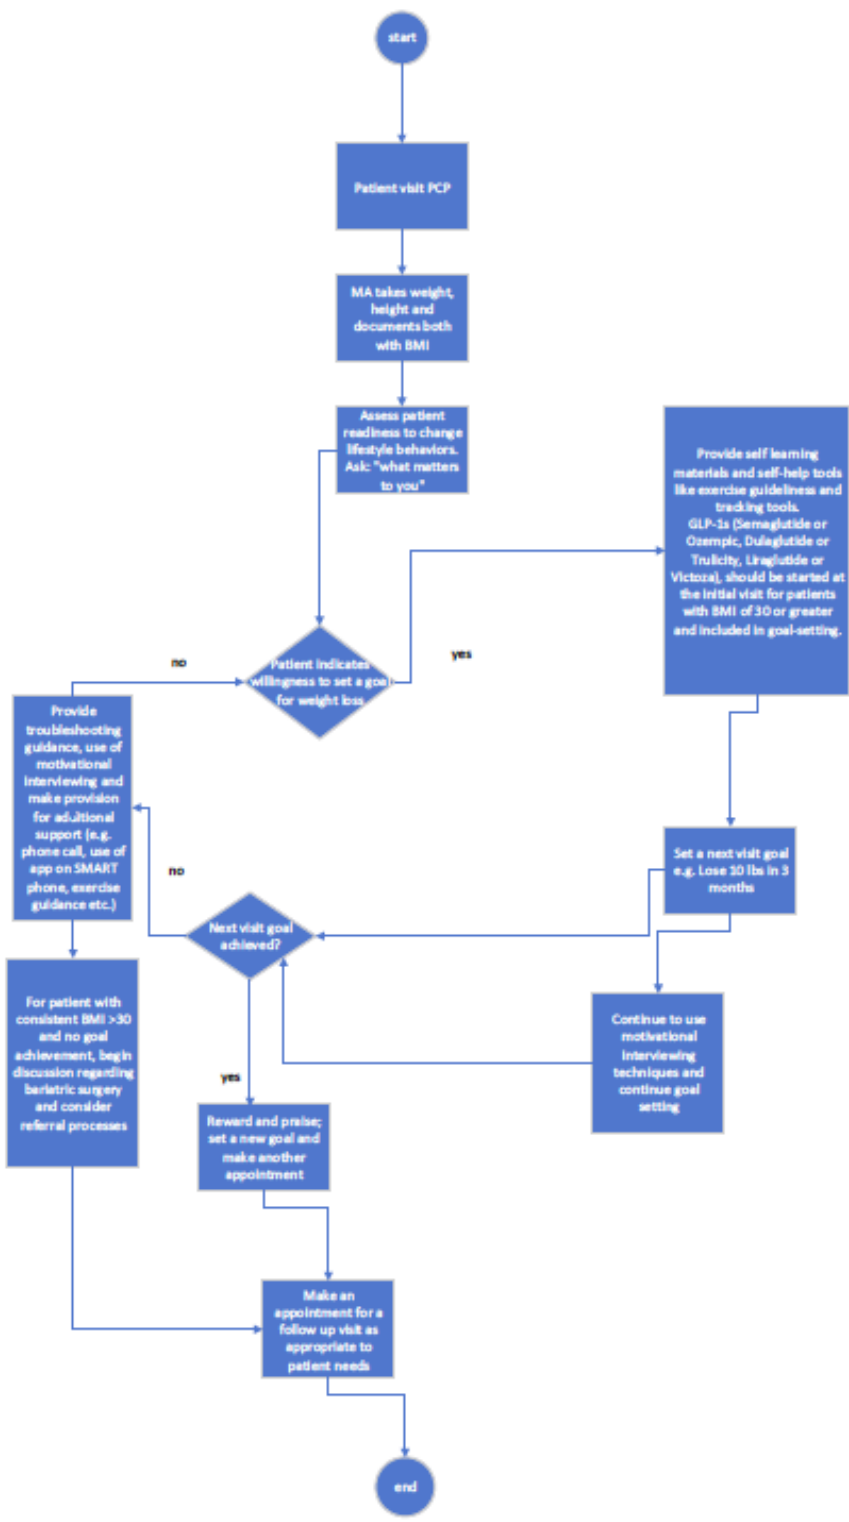 start
Patient visit PCP
MA takes weight,
height and
documents both
with BMI
Assess patient
readiness to change
lifestyle behaviors.
Ask: "what matters
to you"
Provide self learning
materials and self-help tools
like exercise guideliness and
tracking tools.
GLP-1s (Semaglutide or
Ozempic, Dulaglutide or
Trulicity, Liraglutide or
Victoza), should be started at
the initial visit for patients
with BMI of 30 or greater
and included in goal-setting.
no
yes
Patient indicates
willingness to set a goal
for weight loss
Provide
troubleshooting
guidance, use of
motivational
interviewing and
make provision
for aduitional
support (e.g.
phone call, use of
app on SMART
phone, exercise
guidance etc.)
Set a next visit goal
e.g. Lose 10 lbs in 3
months
no
Next visit goal
achieved?
For patient with
consistent BMI >30
and no goal
achievement, begin
discussion regarding
bariatric surgery
and consider
referral processes
Continue to use
motivational
interviewing
techniques and
continue goal
setting
yes
Reward and praise;
set a new goal and
make another
appointment
Make an
appointment for a
follow up visit as
appropriate to
patient needs
end